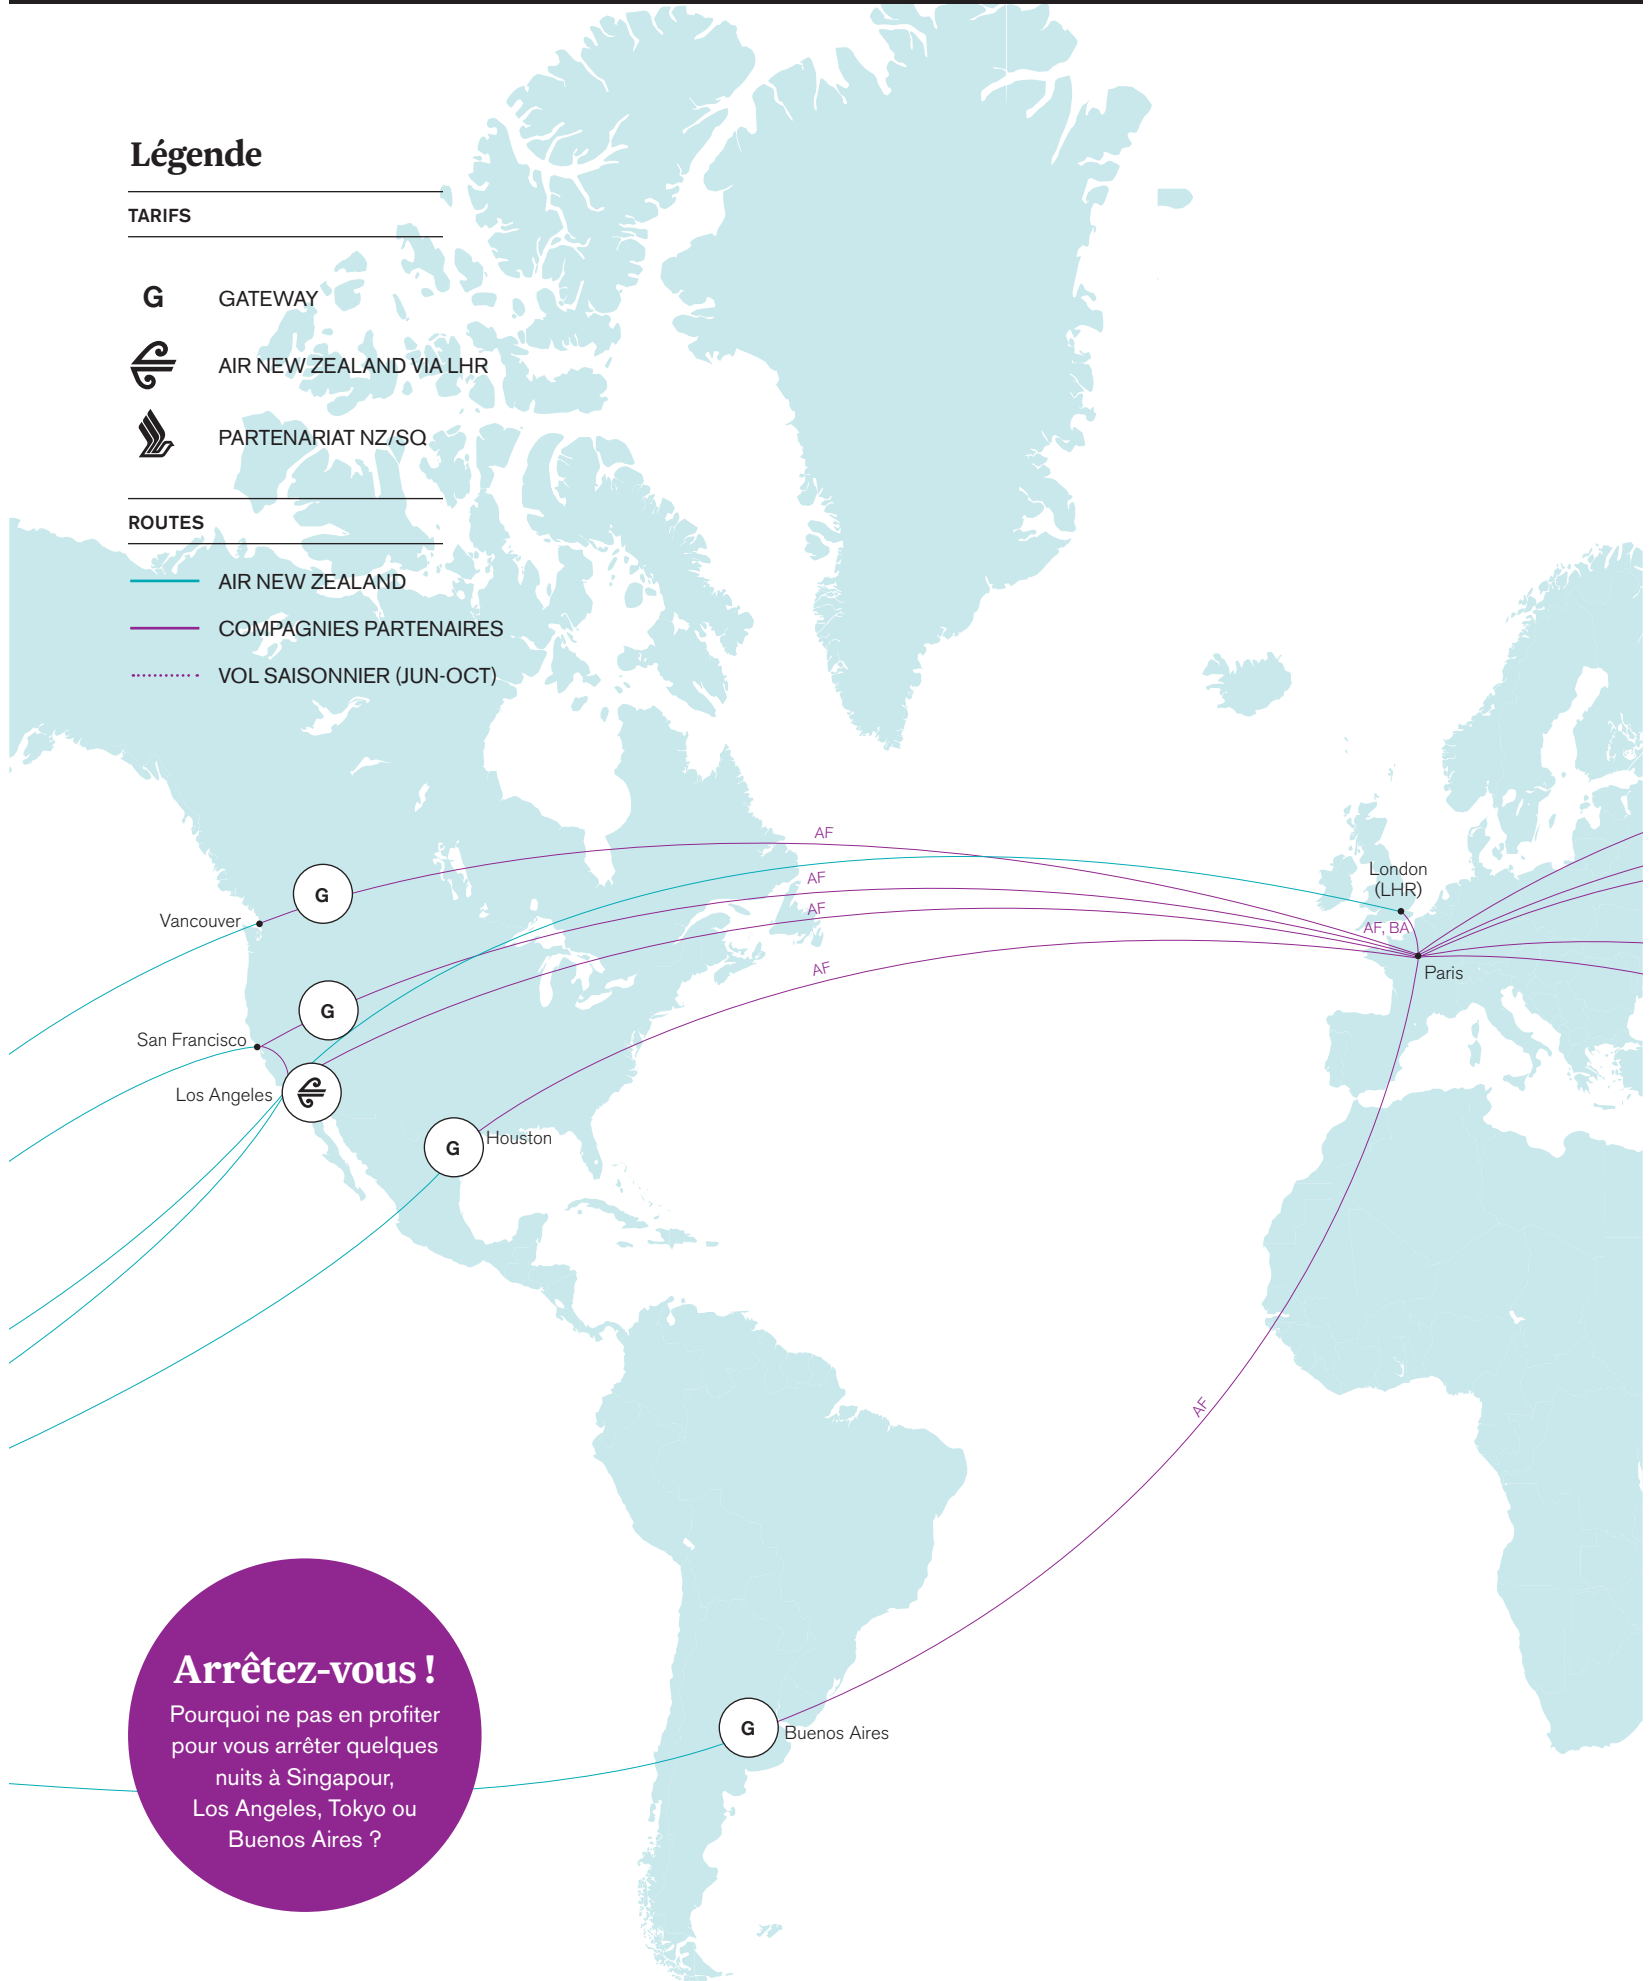 Légende
TARIFS
G GATEWAY
AIR NEW ZEALAND VIA LHR
PARTENARIAT NZ/SQ
ROUTES
AIR NEW ZEALAND
COMPAGNIES PARTENAIRES
VOL SAISONNIER (JUN-OCT)
AF
London
(LHR)
AF
G
AF
Vancouver
AF, BA
AF
Paris
G
San Francisco
Los Angeles
Houston
G
AF
Arrêtez-vous !
Pourquoi ne pas en profiter
pour vous arrêter quelques
nuits à Singapour,
Los Angeles, Tokyo ou
Buenos Aires ?
G
Buenos Aires